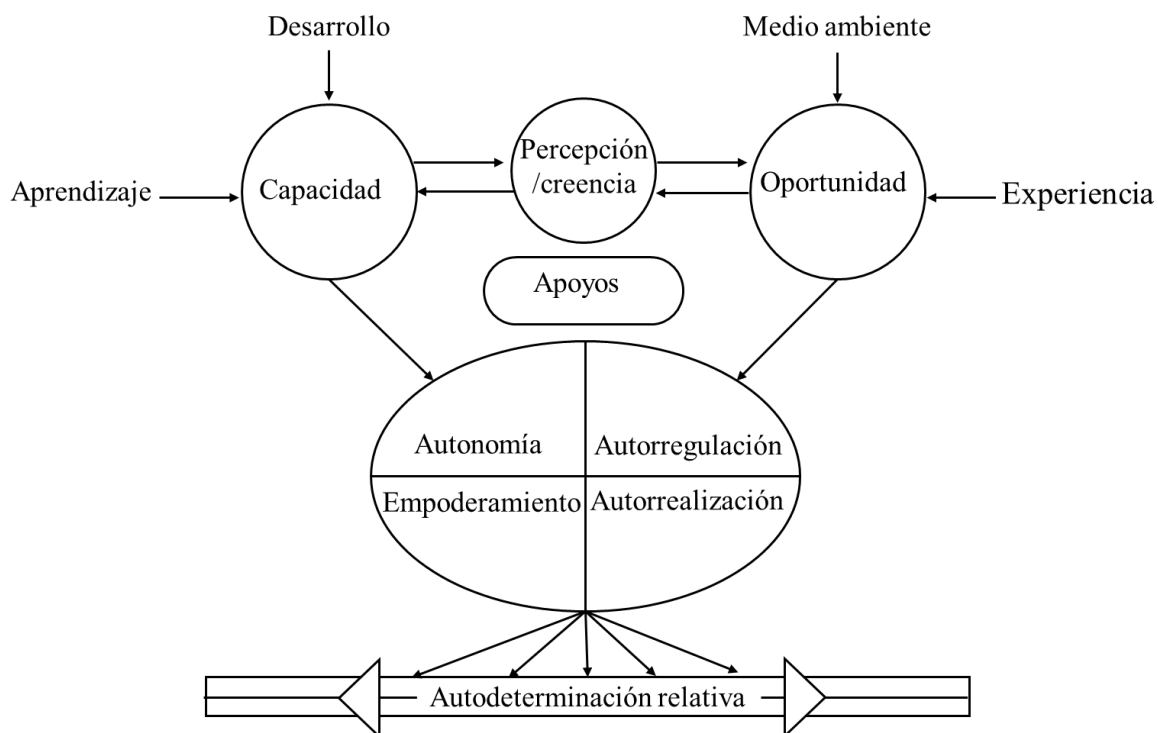 Desarrollo
Medio ambiente
Aprendizaje
Capacidad
Percepción
/creencia
Oportunidad
Experiencia
Apoyos
Autonomía
Autorregulación
Empoderamiento
Autorrealización
Autodeterminación relativa